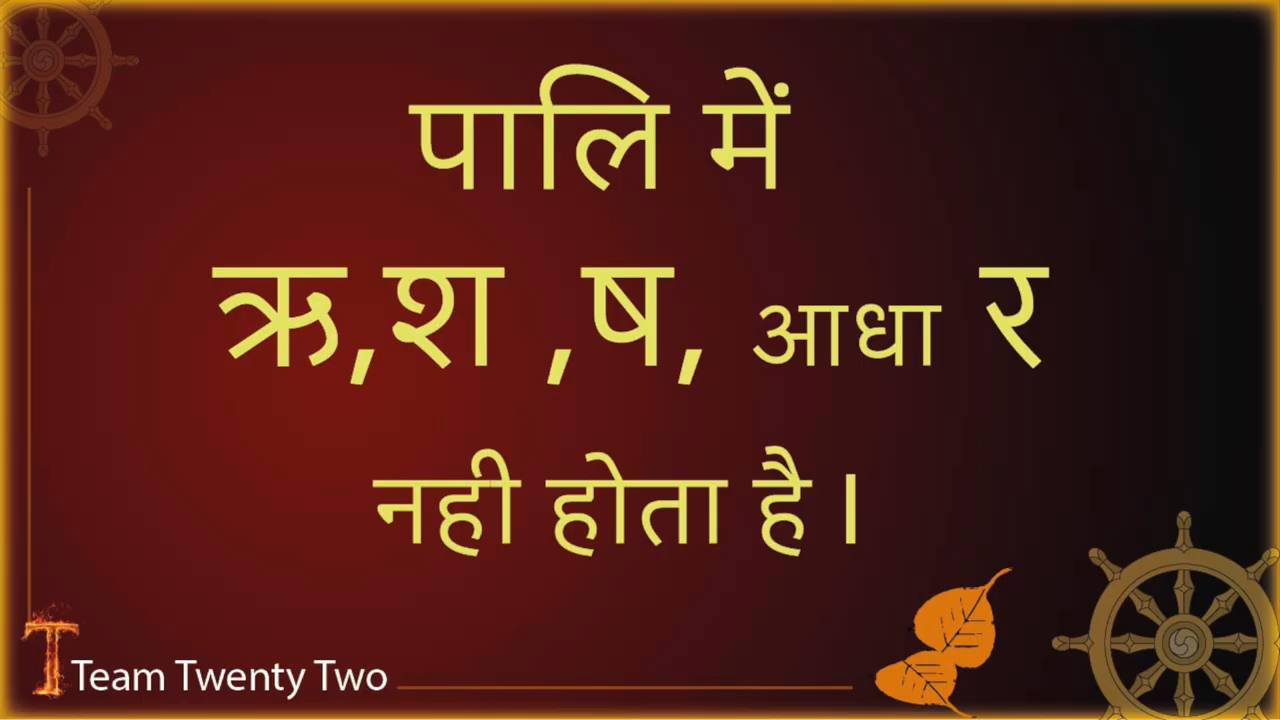 पालि में
ऋ,श ,ष, आधा र
नही होता है ।
Team Twenty Two